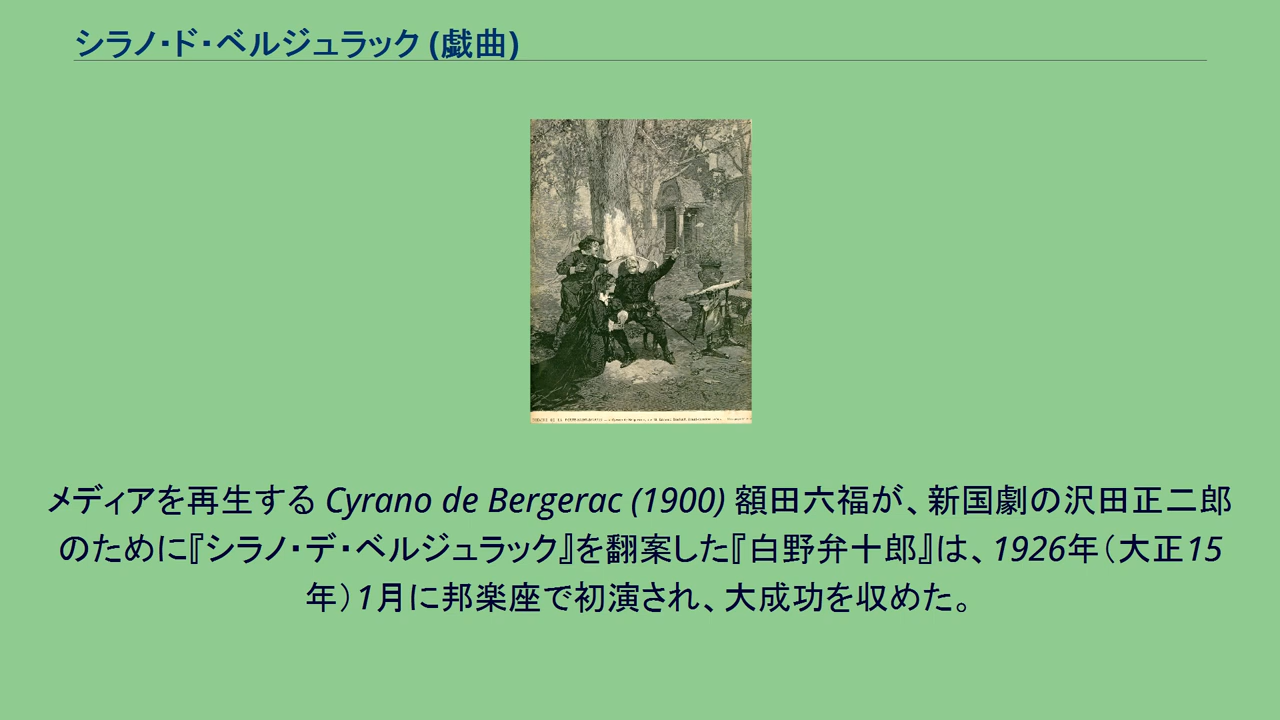 シラノ・ド・ベルジュラック (戯曲)
メディアを再生する Cyrano de Bergerac (1900) 額田六福が、新国劇の沢田正二郎
のために『シラノ・デ・ベルジュラック』を翻案した『白野弁十郎』は、1926年（大正15
年）1月に邦楽座で初演され、大成功を収めた。